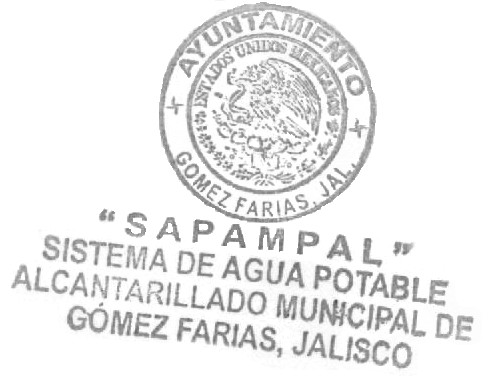 AYUNTAMIENTO
ESTADOS UNIDOS MEXICANOS
GOMEZ FARIAS, JAL.
“SAPAMPAL”
SISTEMA DE AGUA POTABLE
ALCANTARILLADO MUNICIPAL DE
GÓMEZ FARIAS, JALISCO